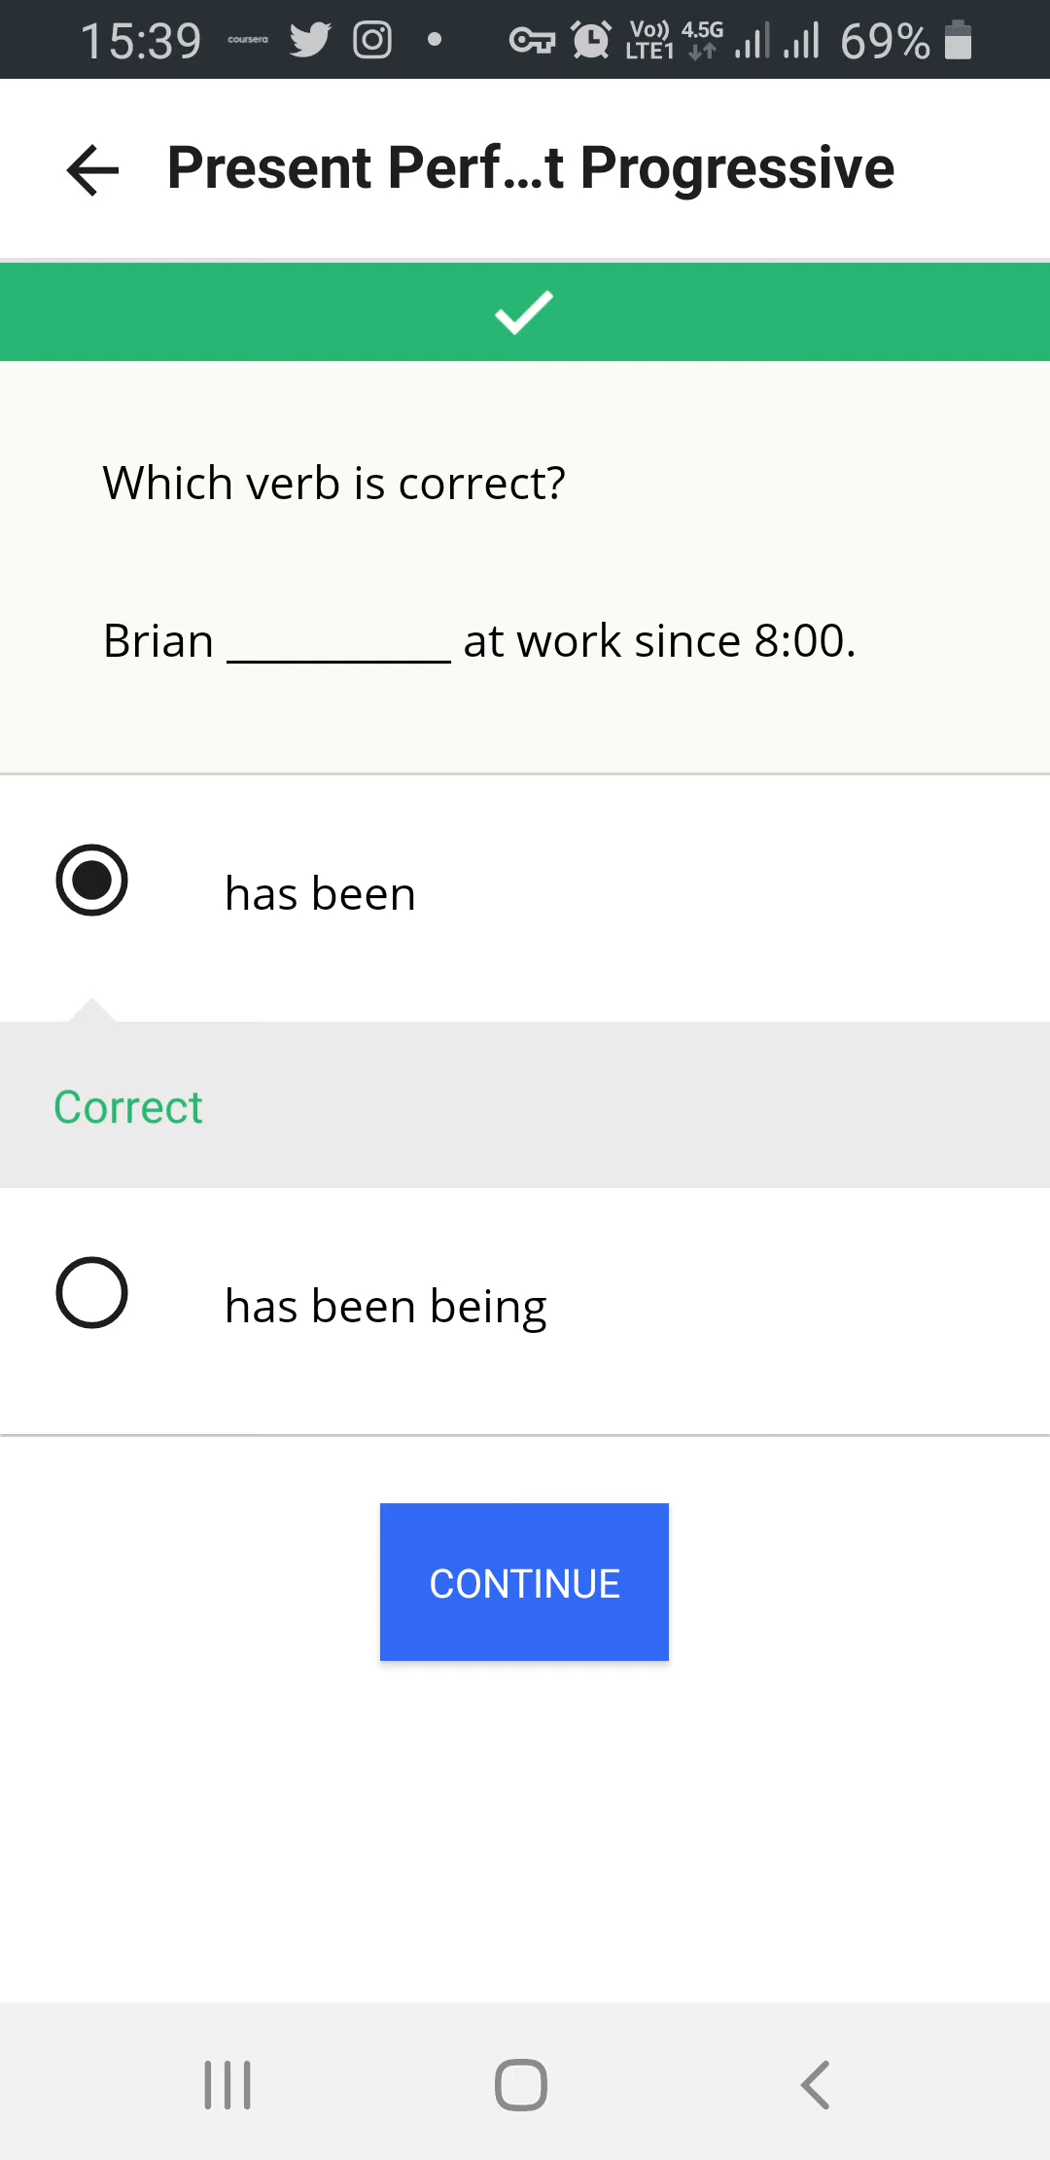 15:39 coursera Vo)) LTE1 4.5G 69%
Present Perf...t Progressive
Which verb is correct?
Brian __________ at work since 8:00.
has been
Correct
has been being
CONTINUE